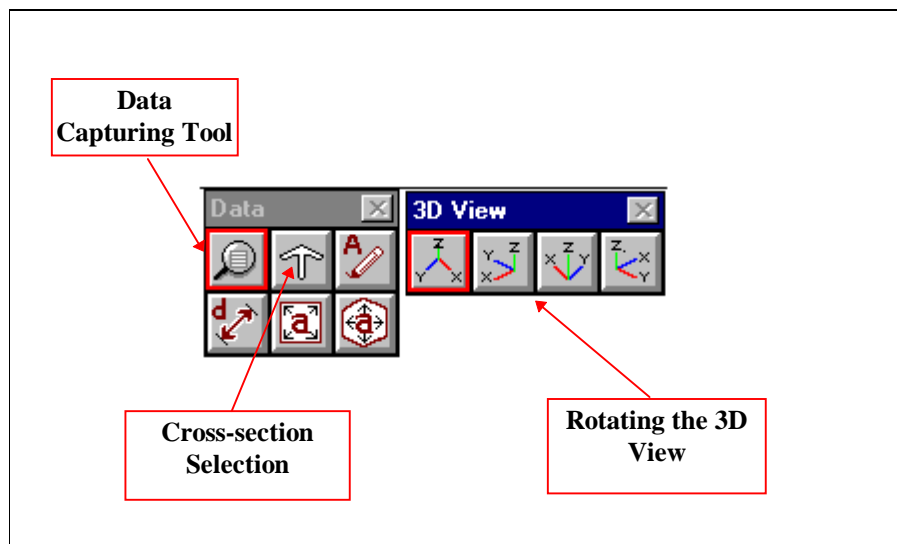 Data
Capturing Tool
Data
3D View
A
Z
Y X
Y Z
X
Z
X Y
Z
X
Y
d
a
a
Cross-section
Selection
Rotating the 3D
View